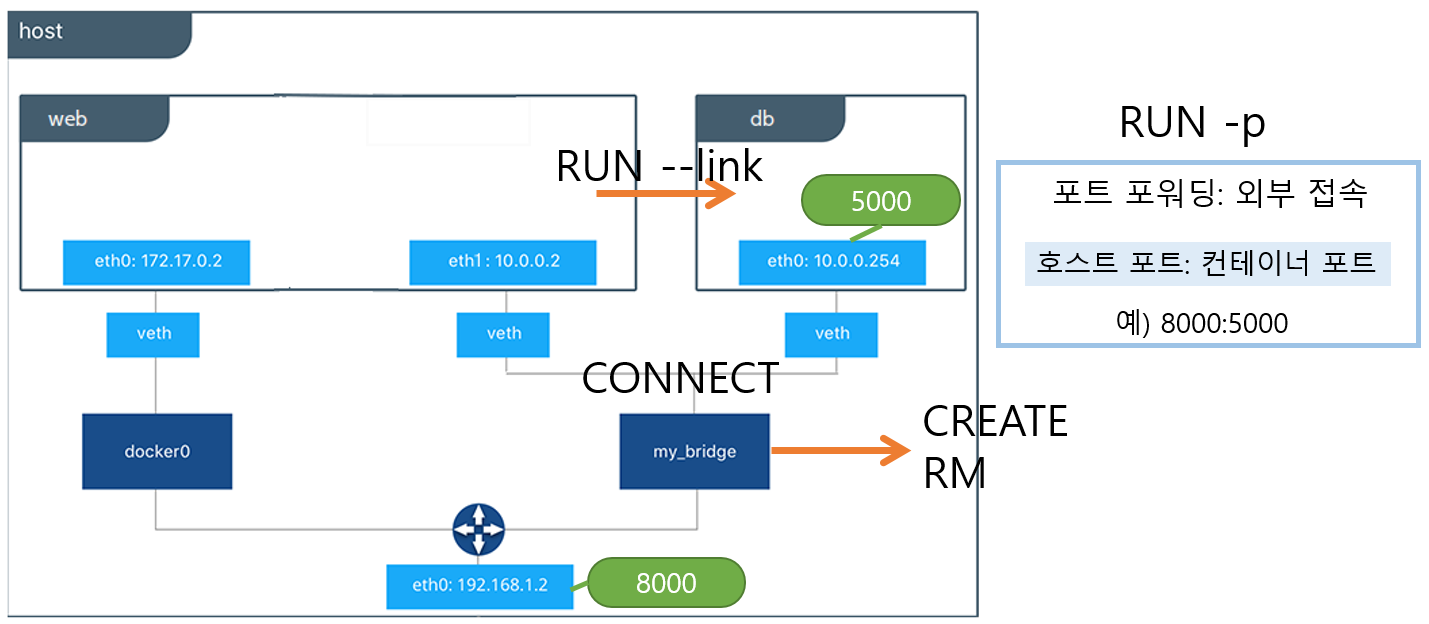 host
web
db
RUN -p
RUN --link
포트 포워딩: 외부 접속
5000
eth0: 172.17.0.2
eth1 : 10.0.0.2
eth0: 10.0.0.254
호스트 포트: 컨테이너 포트
예) 8000:5000
veth
veth
veth
CONNECT
CREATE
RM
docker0
my_bridge
eth0: 192.168.1.2
8000